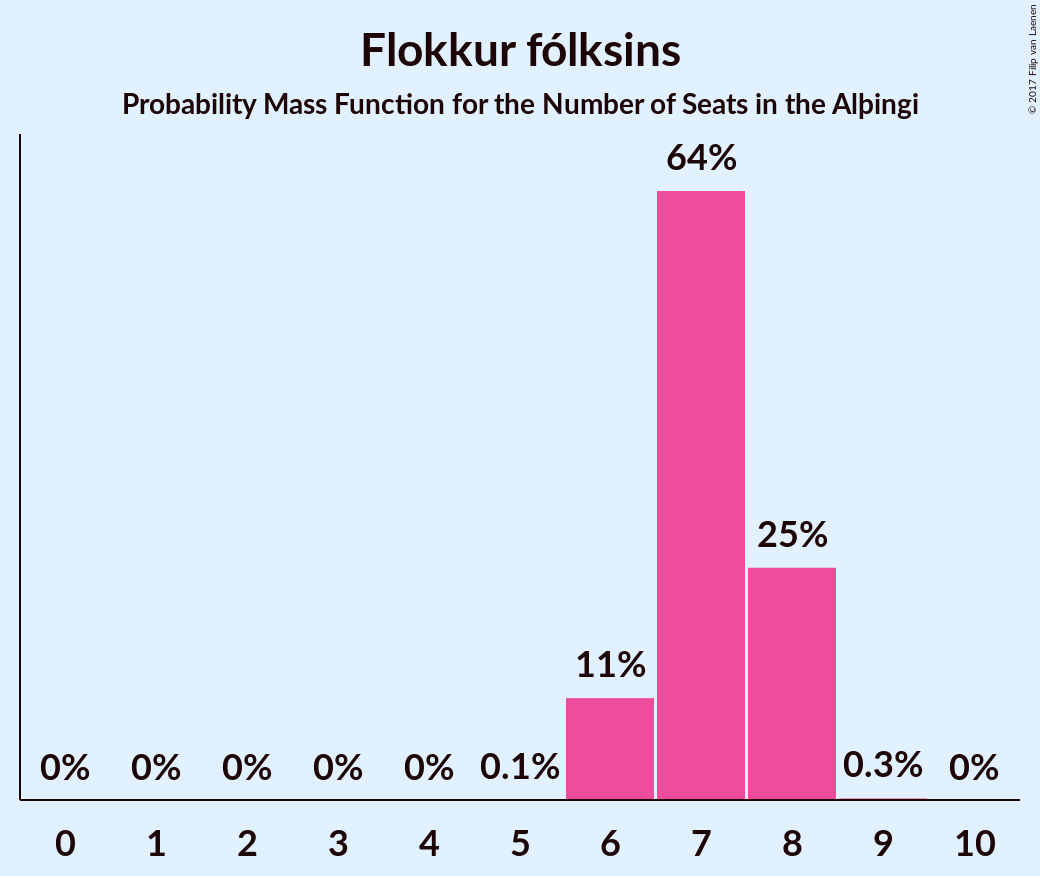 Flokkur fólksins
Probability Mass Function for the Number of Seats in the Alþingi
© 2017 Filip van Laenen
64%
25%
11%
0% 0% 0% 0% 0% 0.1% 0.3% 0%
0 1 2 3 4 5 6 7 8 9 10